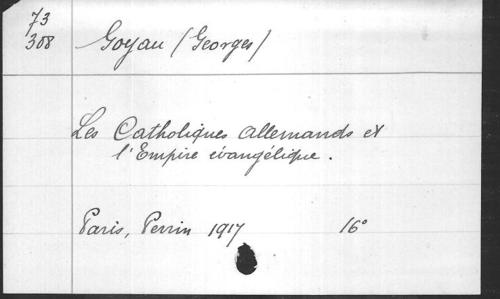 73
308
Goyau (Georges)
Les Catholiques allemands et
l'Empire évangélique.
Paris, Perrin 1917 16°